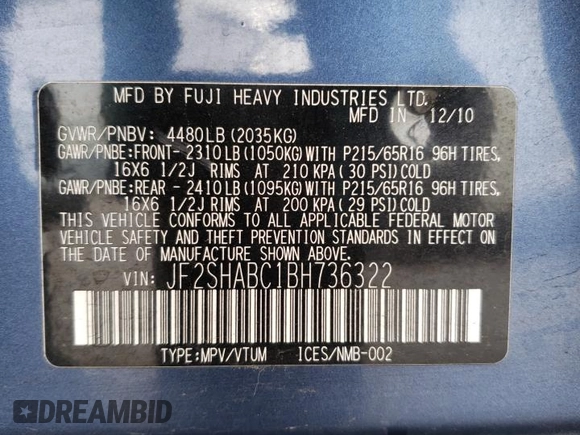 MFD BY FUJI HEAVY INDUSTRIES LTD.
MFD IN 12/10
GVWR/PNBV: 4480LB (2035KG)
GAWR/PNBE:FRONT- 2310LB (1050KG) WITH P215/65R16 96H TIRES,
16X6 1/2J RIMS AT 210 KPA ( 30 PSI) COLD
GAWR/PNBE:REAR - 2410LB (1095KG) WITH P215/65R16 96H TIRES,
16X6 1/2J RIMS AT 200 KPA ( 29 PSI) COLD
THIS VEHICLE CONFORMS TO ALL APPLICABLE FEDERAL MOTOR
VEHICLE SAFETY AND THEFT PREVENTION STANDARDS IN EFFECT ON
THE DATE OF MANUFACTURE SHOWN ABOVE.
VIN: JF2SHABC1BH736322
TYPE:MPV/VTUM ICES/NMB-002
DREAMBID